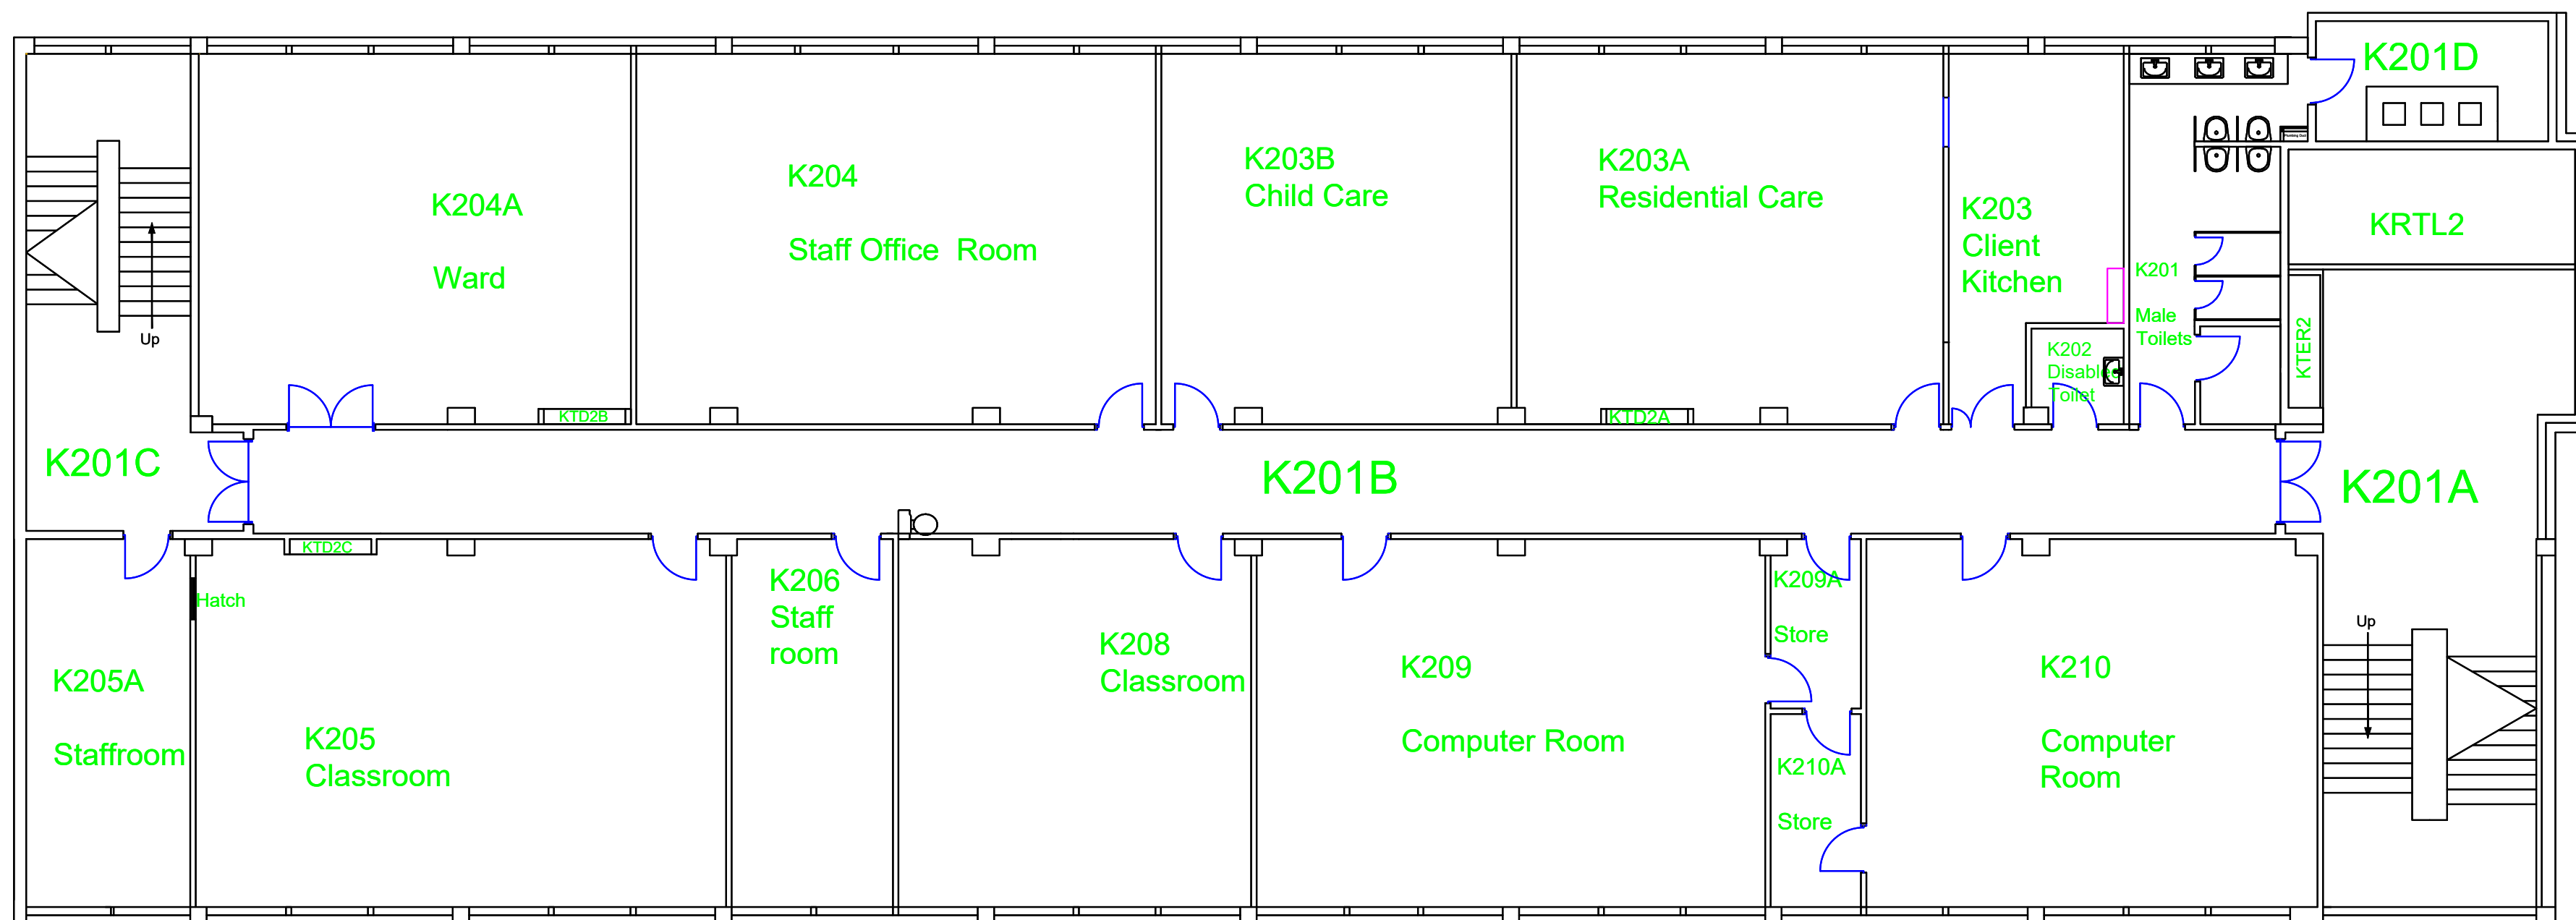 K201D
K204A
Ward
K204
Staff Office  Room
K203B
Child Care
K203A
Residential Care
K203
Client
Kitchen
K201
Male
Toilets
KRTL2
KTER2
K202
Disabled
Toilet
Up
KTD2B
KTD2A
K201C
K201B
K201A
KTD2C
Hatch
K205A
Staffroom
K205
Classroom
K206
Staff
room
K208
Classroom
K209
Computer Room
K209A
Store
K210A
Store
K210
Computer
Room
Up